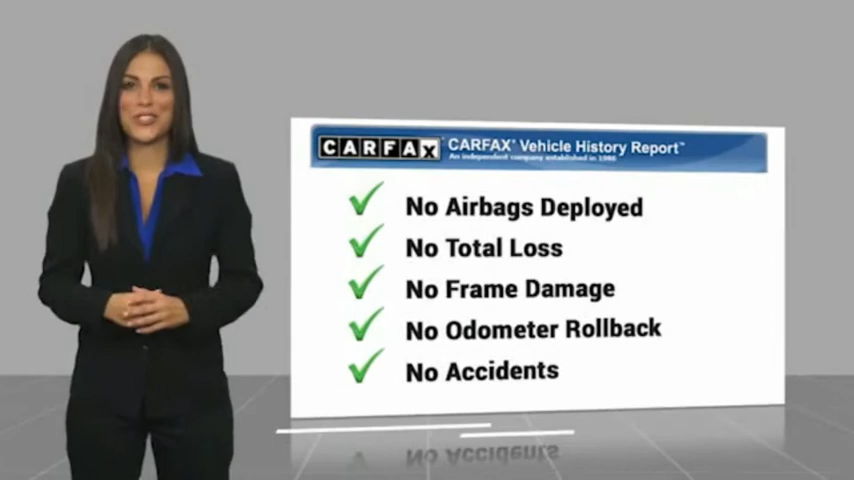 CARFAX CARFAX® Vehicle History Report™
An independent company established in 1986
No Airbags Deployed
No Total Loss
No Frame Damage
No Odometer Rollback
No Accidents
No Accidents